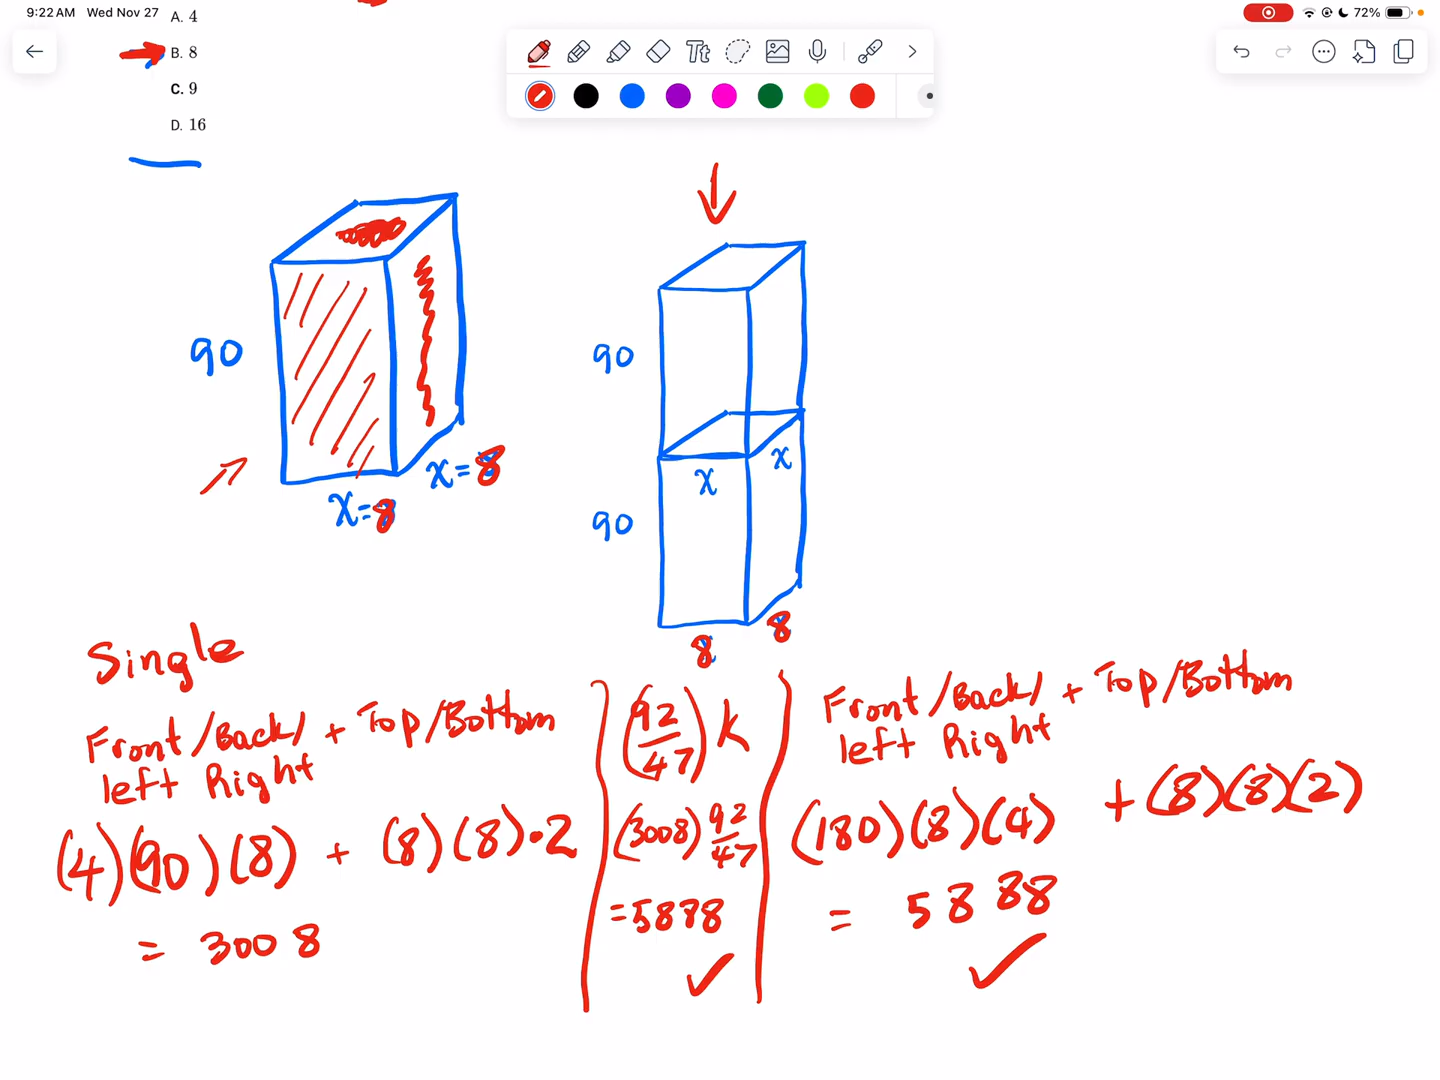 9:22 AM Wed Nov 27
72%
A. 4
B. 8
C. 9
D. 16
Tt
90
x = 8
x = 8
90
x
x
90
8
8
Single
Front /Back/ + Top/Bottom
left Right
(4)(90)(8) + (8)(8)·2
= 3008
(92/47) k
(3008) 92/47
= 5888
Front /Back/ + Top/Bottom
left Right
(180)(8)(4) + (8)(8)(2)
= 5888